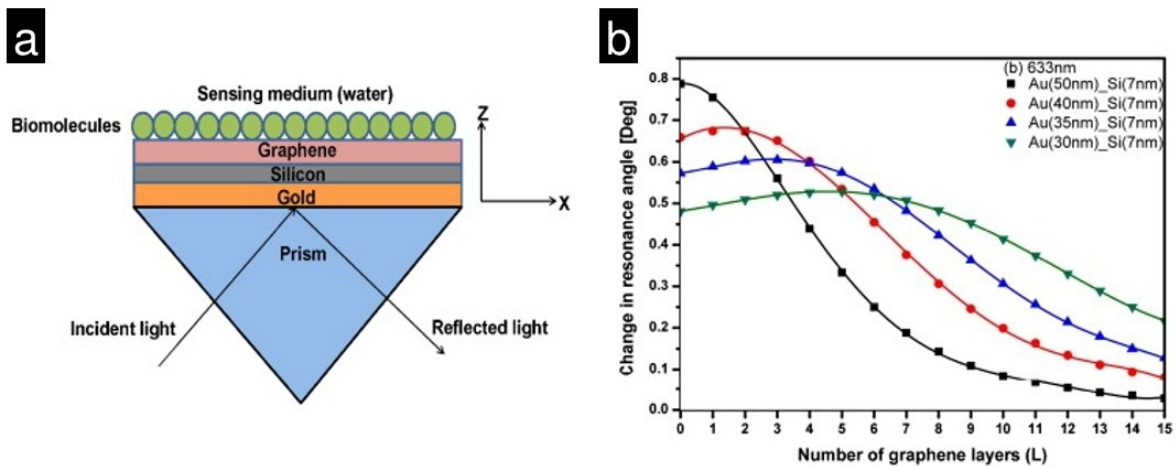 a
Sensing medium (water)
Biomolecules
Graphene
Silicon
Gold
Prism
Incident light
Reflected light
Z
X
b
(b) 633nm
Au(50nm)_Si(7nm)
Au(40nm)_Si(7nm)
Au(35nm)_Si(7nm)
Au(30nm)_Si(7nm)
Change in resonance angle [Deg]
0.8
0.7
0.6
0.5
0.4
0.3
0.2
0.1
0.0
0 1 2 3 4 5 6 7 8 9 10 11 12 13 14 15
Number of graphene layers (L)